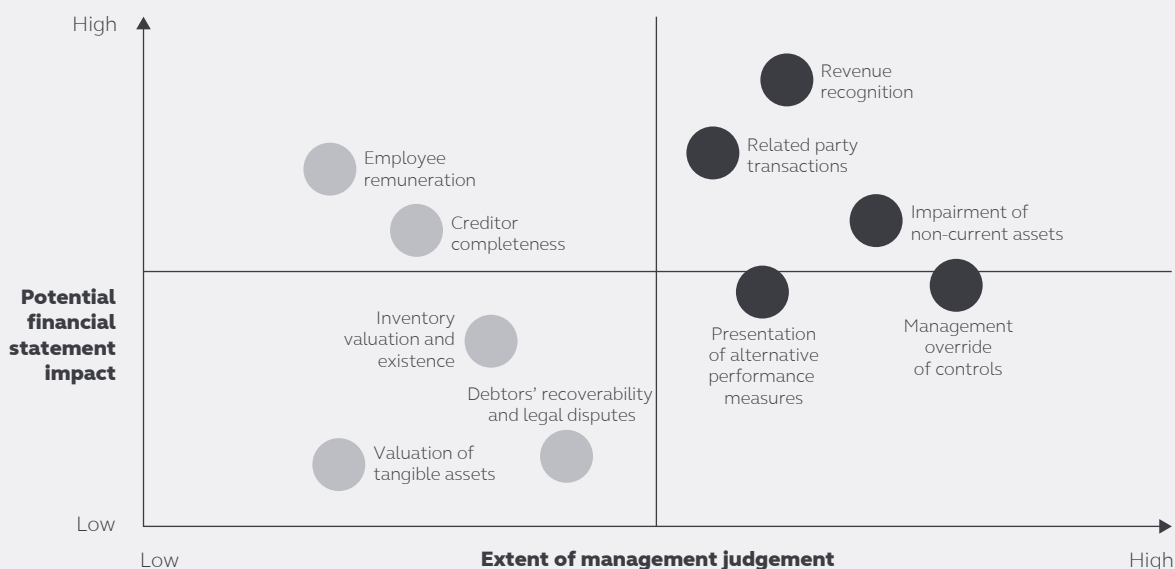 High
Revenue
recognition
Related party
transactions
Employee
remuneration
Impairment of
non-current assets
Creditor
completeness
Potential
financial
statement
impact
Inventory
valuation and
existence
Presentation
of alternative
performance
measures
Management
override
of controls
Debtors’ recoverability
and legal disputes
Valuation of
tangible assets
Low
Low
Extent of management judgement
High